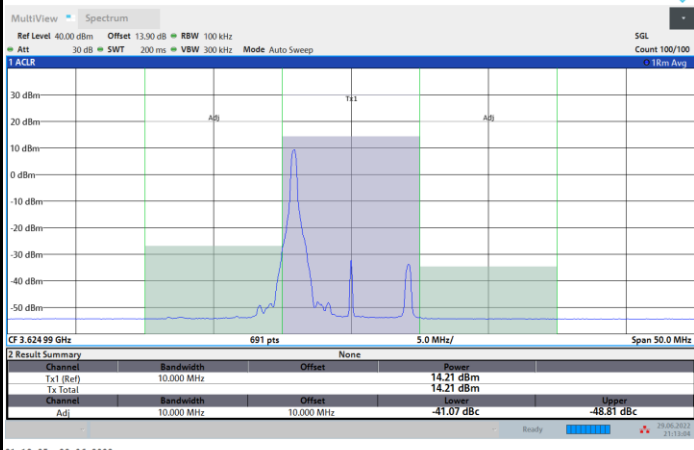 MultiView Spectrum
Ref Level 40.00 dBm Offset 13.90 dB RBW 100 kHz SGL
Att 30 dB SWT 200 ms VBW 300 kHz Mode Auto Sweep Count 100/100
1 ACLR 1Rm Avg
30 dBm
Tx1
20 dBm Adj Adj
10 dBm
0 dBm
-10 dBm
-20 dBm
-30 dBm
-40 dBm
-50 dBm
CF 3.624 99 GHz 691 pts 5.0 MHz/ Span 50.0 MHz
2 Result Summary None
Channel Bandwidth Offset Power
Tx1 (Ref) 10.000 MHz 14.21 dBm
Tx Total 14.21 dBm
Channel Bandwidth Offset Lower Upper
Adj 10.000 MHz 10.000 MHz -41.07 dBc -48.81 dBc
Ready 29.06.2022
21:13:04